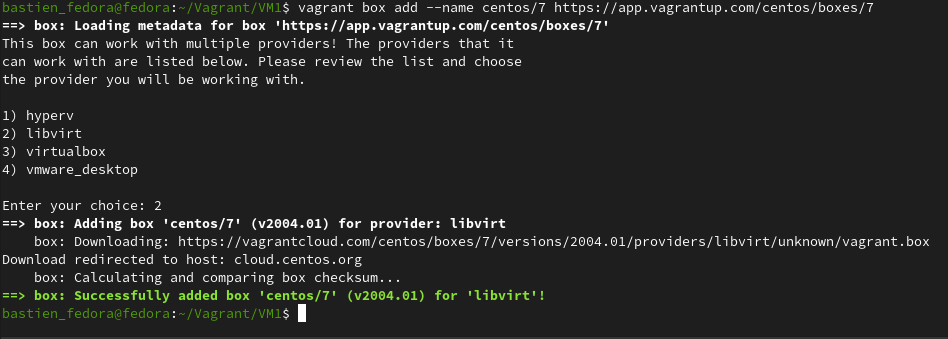 bastien_fedora@fedora:~/Vagrant/VM1$ vagrant box add --name centos/7 https://app.vagrantup.com/centos/boxes/7
==> box: Loading metadata for box 'https://app.vagrantup.com/centos/boxes/7'
This box can work with multiple providers! The providers that it
can work with are listed below. Please review the list and choose
the provider you will be working with.
1) hyperv
2) libvirt
3) virtualbox
4) vmware_desktop
Enter your choice: 2
==> box: Adding box 'centos/7' (v2004.01) for provider: libvirt
box: Downloading: https://vagrantcloud.com/centos/boxes/7/versions/2004.01/providers/libvirt/unknown/vagrant.box
Download redirected to host: cloud.centos.org
box: Calculating and comparing box checksum...
==> box: Successfully added box 'centos/7' (v2004.01) for 'libvirt'!
bastien_fedora@fedora:~/Vagrant/VM1$